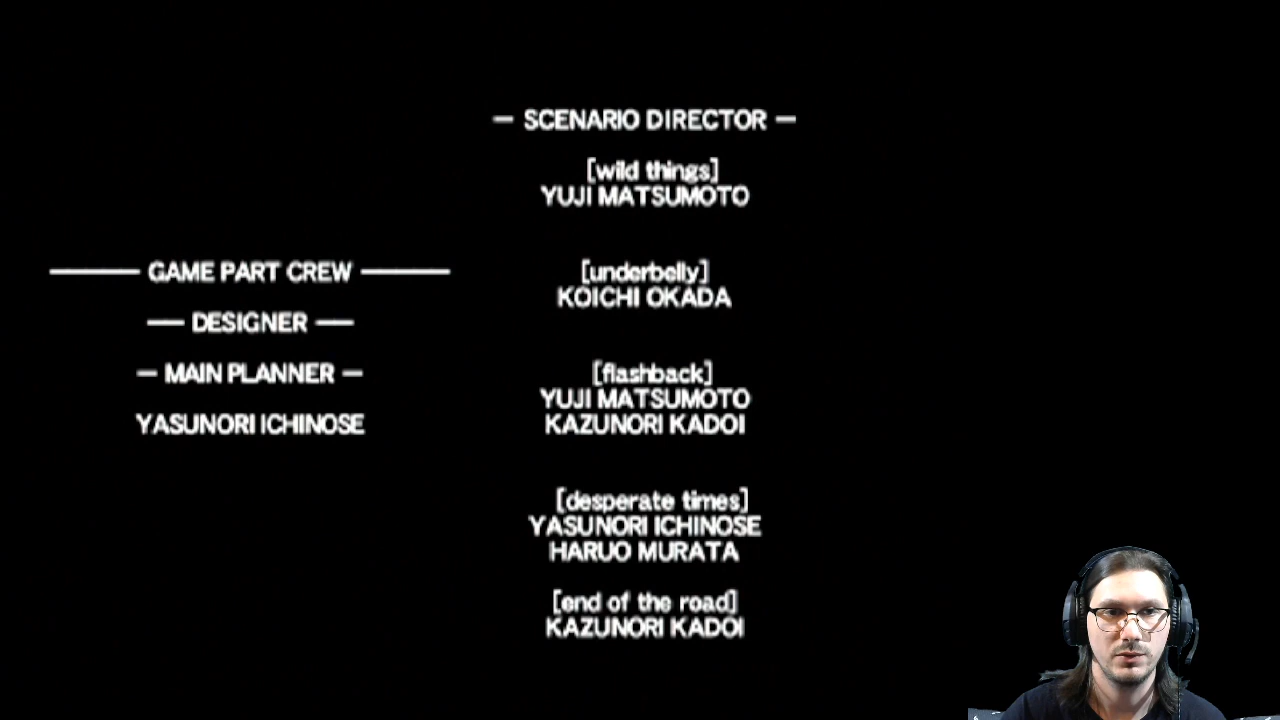 GAME PART CREW
DESIGNER
— MAIN PLANNER —
YASUNORI ICHINOSE
— SCENARIO DIRECTOR —
[wild things]
YUJI MATSUMOTO
[underbelly]
KOICHI OKADA
[flashback]
YUJI MATSUMOTO
KAZUNORI KADOI
[desperate times]
YASUNORI ICHINOSE
HARUO MURATA
[end of the road]
KAZUNORI KADOI